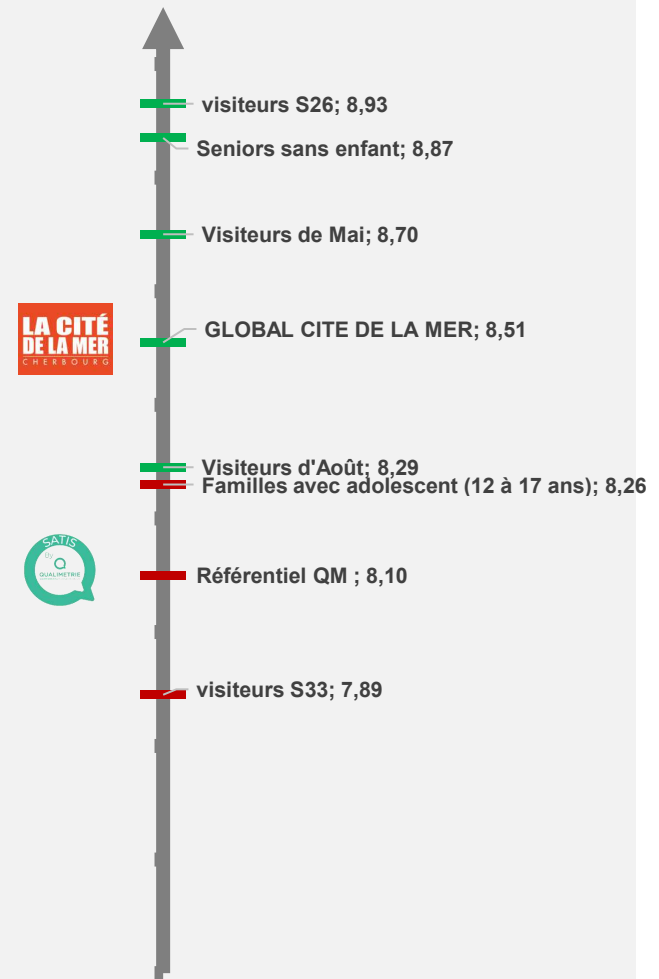 visiteurs S26; 8,93
Seniors sans enfant; 8,87
Visiteurs de Mai; 8,70
LA CITÉ
DE LA MER
CHERBOURG
GLOBAL CITE DE LA MER; 8,51
Visiteurs d'Août; 8,29
Familles avec adolescent (12 à 17 ans); 8,26
SATIS
By
QUALIMETRIE
Référentiel QM ; 8,10
visiteurs S33; 7,89